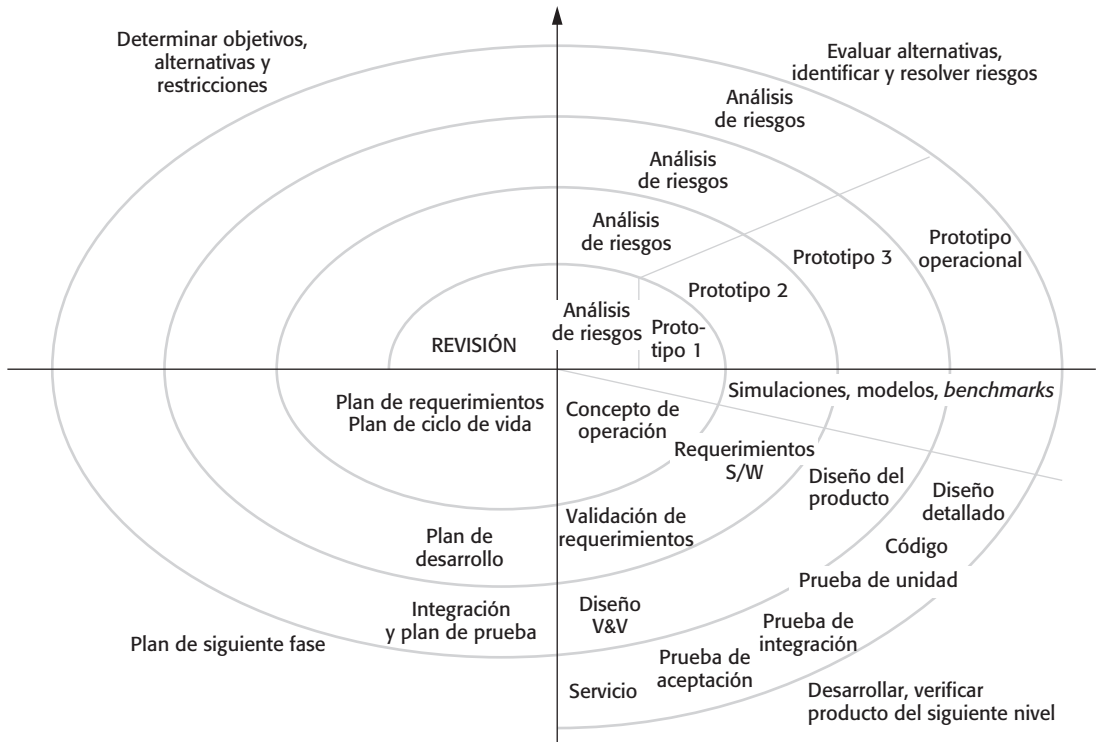 Determinar objetivos,
alternativas y
restricciones
Evaluar alternativas,
identificar y resolver riesgos
Análisis
de riesgos
Análisis
de riesgos
Análisis
de riesgos
Análisis
de riesgos
Proto-
tipo 1
Prototipo 2
Prototipo 3
Prototipo
operacional
REVISIÓN
Simulaciones, modelos, benchmarks
Plan de requerimientos
Plan de ciclo de vida
Concepto de
operación
Requerimientos
S/W
Diseño del
producto
Diseño
detallado
Plan de
desarrollo
Validación de
requerimientos
Código
Prueba de unidad
Integración
y plan de prueba
Diseño
V&V
Prueba de
integración
Plan de siguiente fase
Prueba de
aceptación
Servicio
Desarrollar, verificar
producto del siguiente nivel